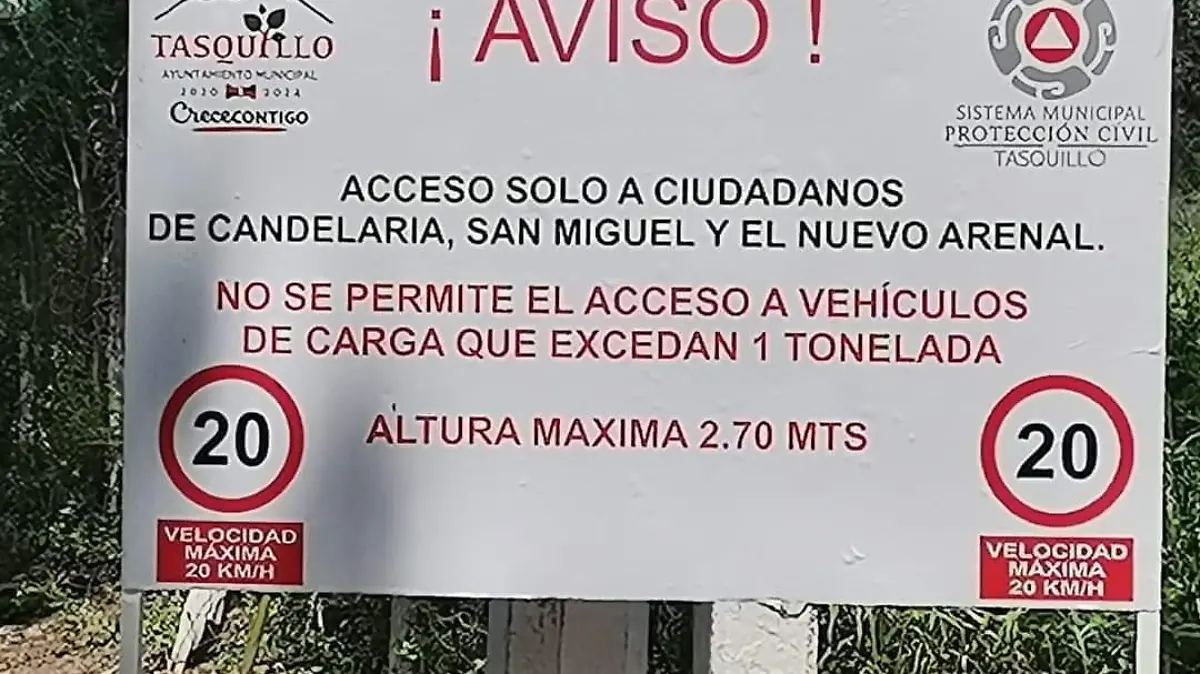 TASQUILLO
AYUNTAMIENTO MUNICIPAL
2020 2024
CrececONTIGO
¡AVISO!
SISTEMA MUNICIPAL
PROTECCIÓN CIVIL
TASQUILLO
ACCESO SOLO A CIUDADANOS
DE CANDELARIA, SAN MIGUEL Y EL NUEVO ARENAL.
NO SE PERMITE EL ACCESO A VEHÍCULOS
DE CARGA QUE EXCEDAN 1 TONELADA
20
ALTURA MAXIMA 2.70 MTS
20
VELOCIDAD
MÁXIMA
20 KM/H
VELOCIDAD
MÁXIMA
20 KM/H